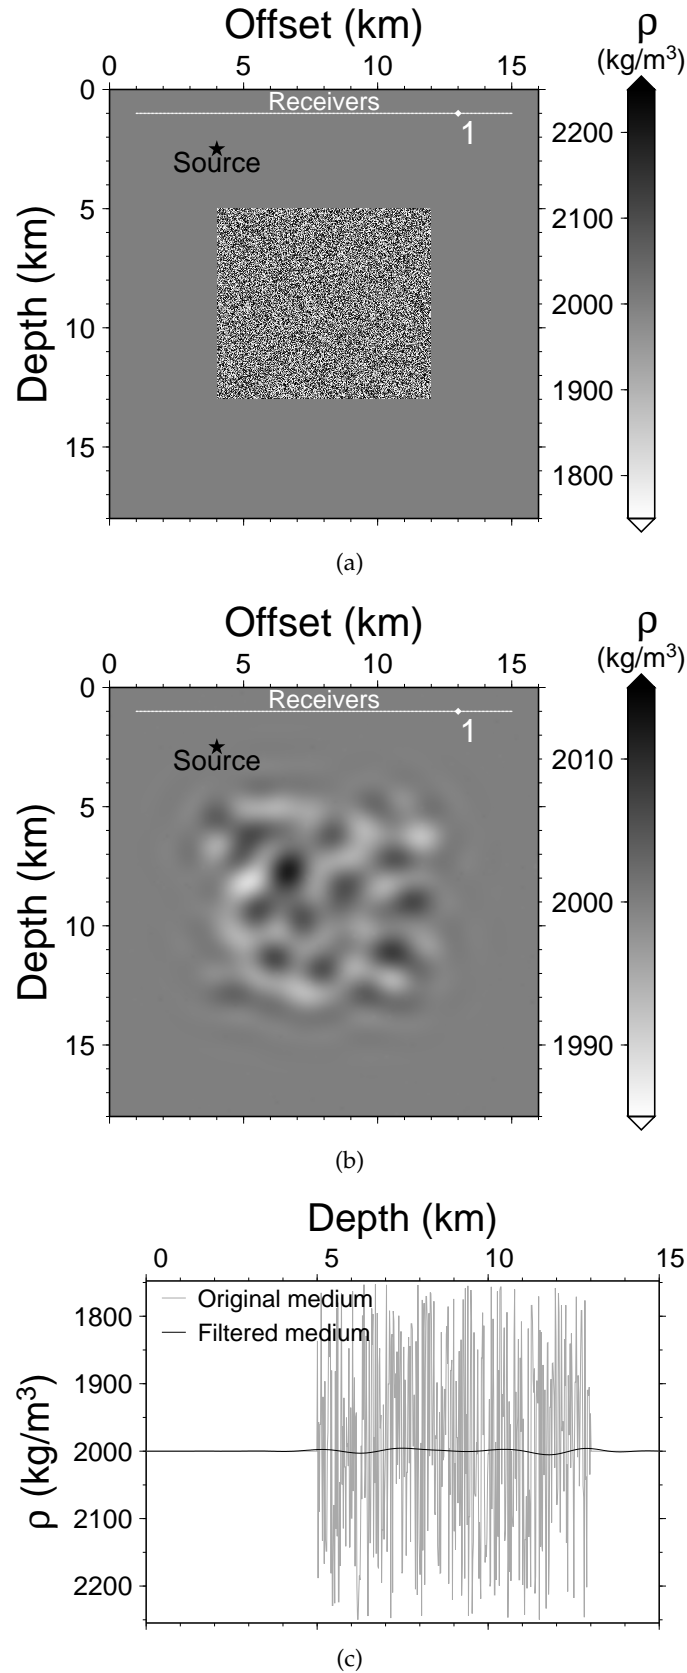 Offset (km)
ρ
(kg/m3)
0 5 10 15
0
Receivers
1
Source
5
10
15
Depth (km)
2200
2100
2000
1900
1800
(a)
Offset (km)
ρ
(kg/m3)
0 5 10 15
0
Receivers
1
Source
5
10
15
Depth (km)
2010
2000
1990
(b)
Depth (km)
0 5 10 15
Original medium
Filtered medium
1800
1900
2000
2100
2200
ρ (kg/m3)
(c)